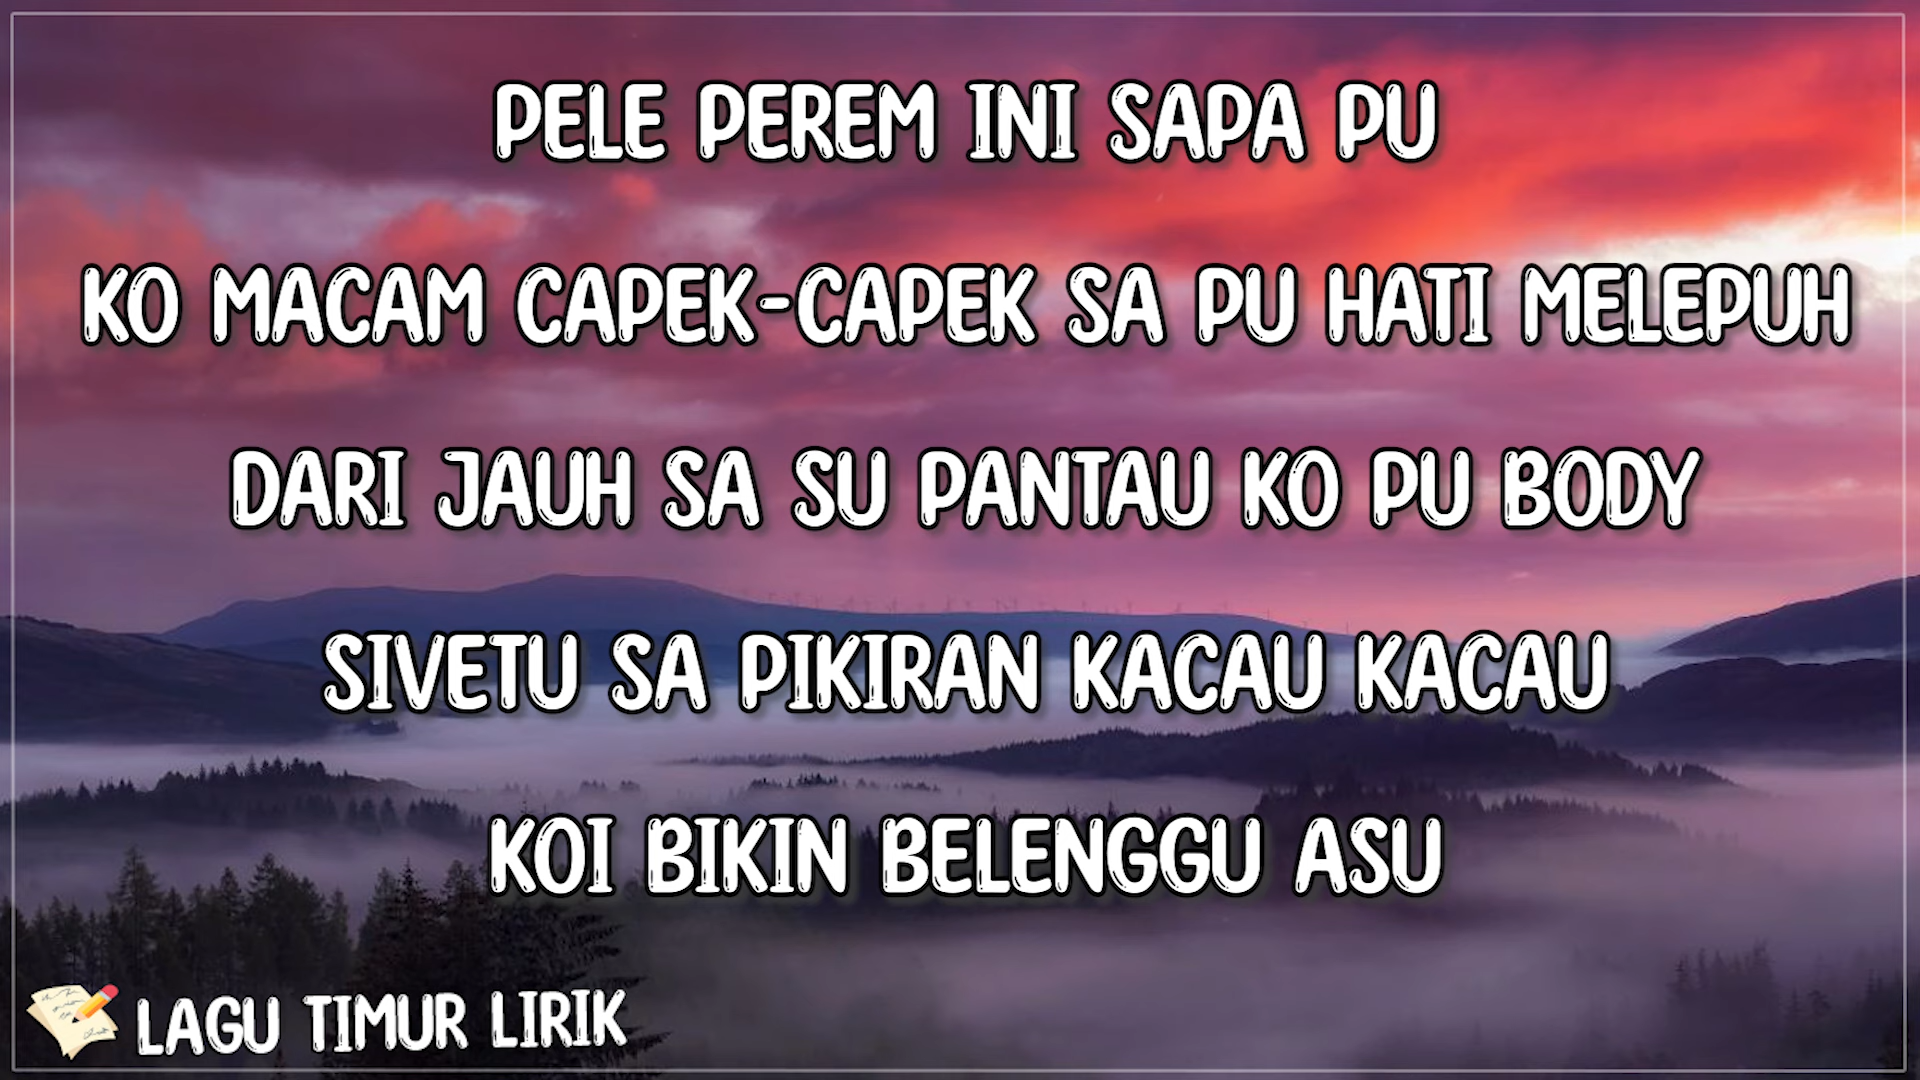 PELE PEREM INI SAPA PU
KO MACAM CAPEK-CAPEK SA PU HATI MELEPUH
DARI JAUH SA SU PANTAU KO PU BODY
SIVETU SA PIKIRAN KACAU KACAU
KOI BIKIN BELENGGU ASU
LAGU TIMUR LIRIK